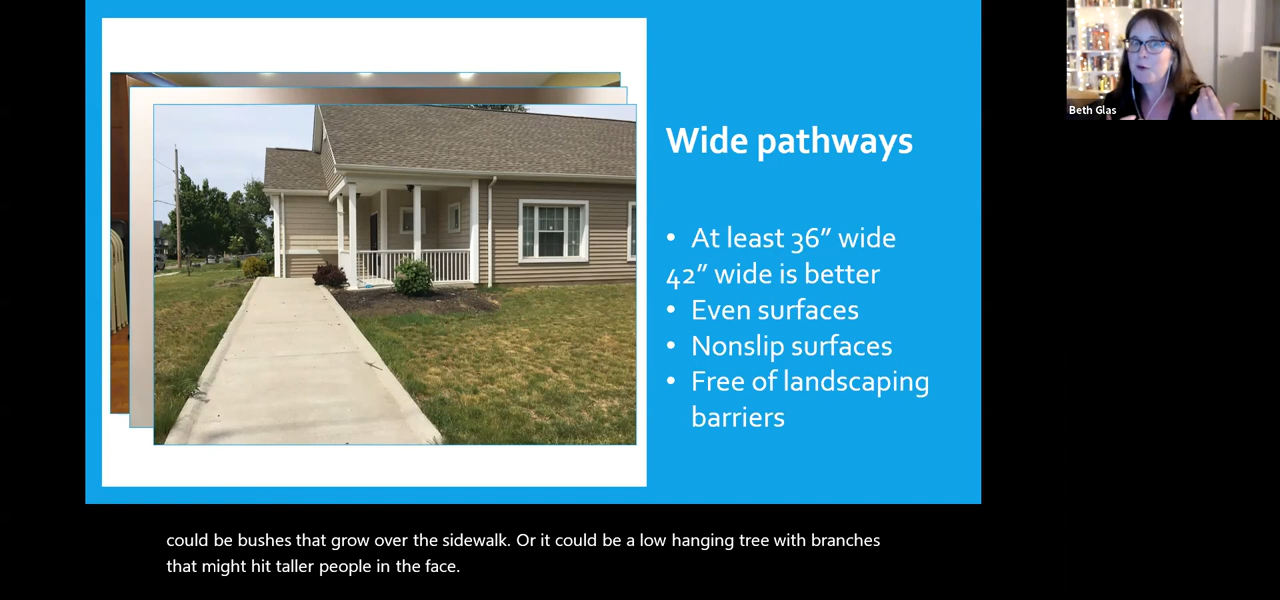 Beth Glas
Wide pathways
• At least 36” wide
42” wide is better
• Even surfaces
• Nonslip surfaces
• Free of landscaping
barriers
could be bushes that grow over the sidewalk. Or it could be a low hanging tree with branches
that might hit taller people in the face.